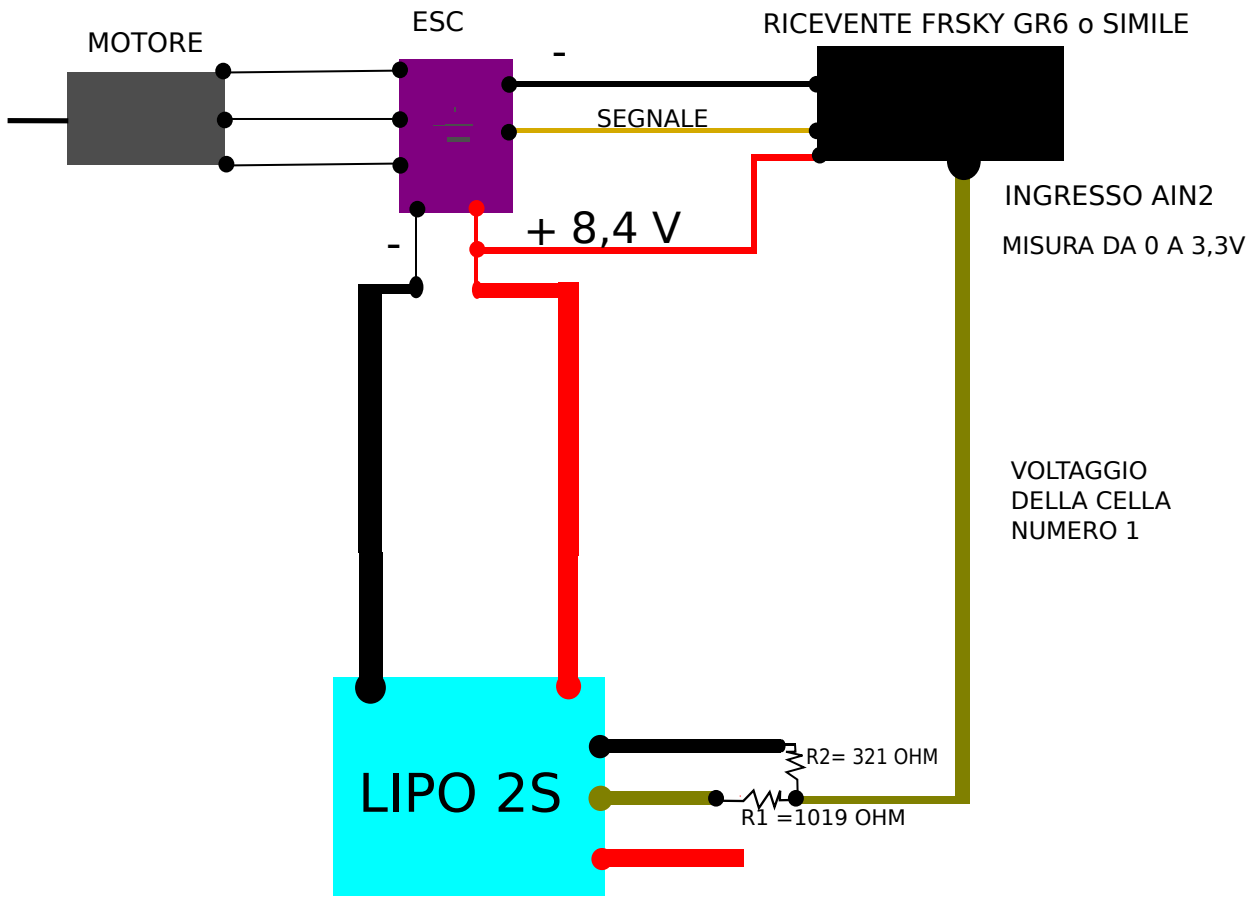 ESC
RICEVENTE FRSKY GR6 o SIMILE
MOTORE
-
SEGNALE
INGRESSO AIN2
+ 8,4 V
-
MISURA DA 0 A 3,3V
VOLTAGGIO
DELLA CELLA
NUMERO 1
R2= 321 OHM
LIPO 2S
R1 =1019 OHM